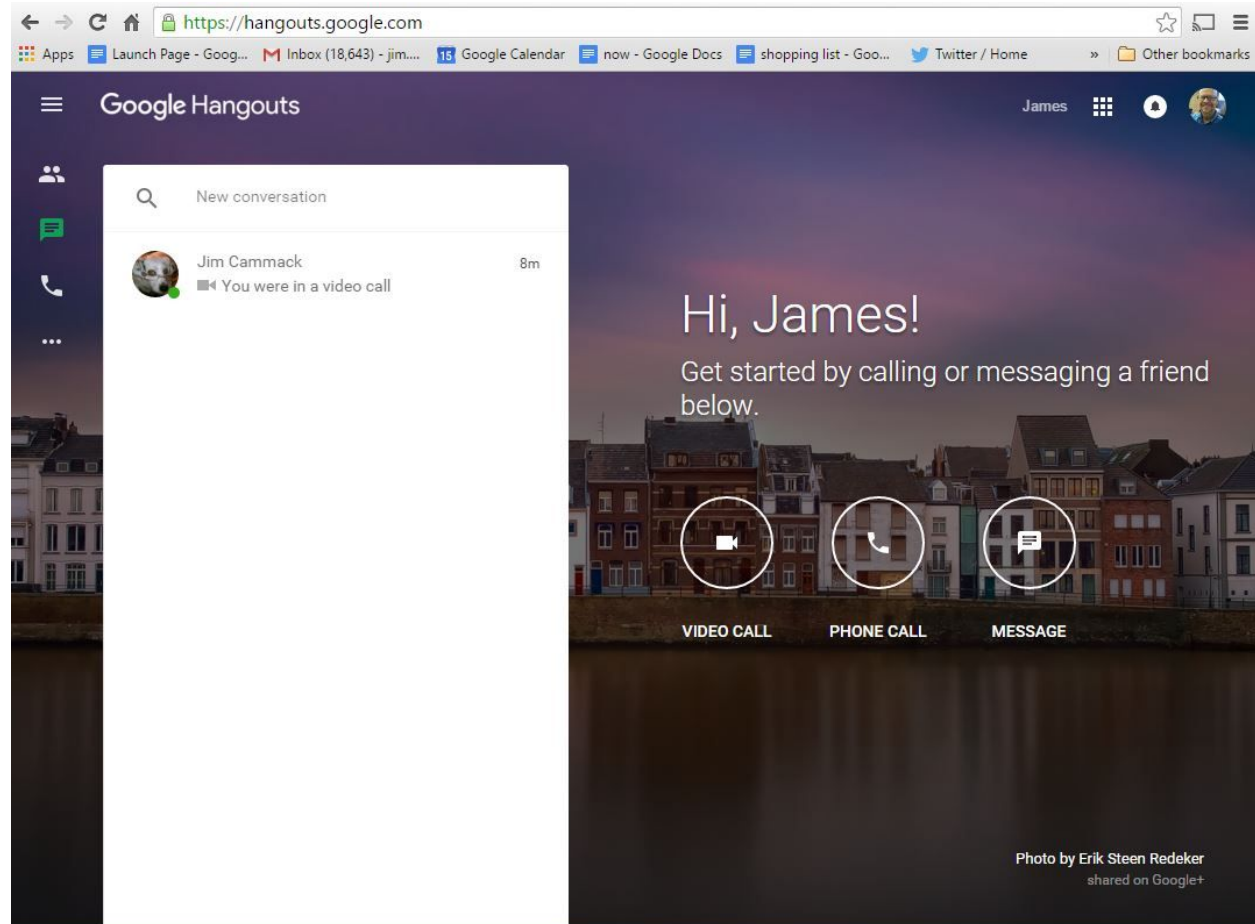 https://hangouts.google.com
Apps Launch Page - Goog... Inbox (18,643) - jim.... 15 Google Calendar now - Google Docs shopping list - Goo... Twitter / Home » Other bookmarks
Google Hangouts
James
New conversation
Jim Cammack 8m
You were in a video call
Hi, James!
Get started by calling or messaging a friend
below.
VIDEO CALL PHONE CALL MESSAGE
Photo by Erik Steen Redeker
shared on Google+